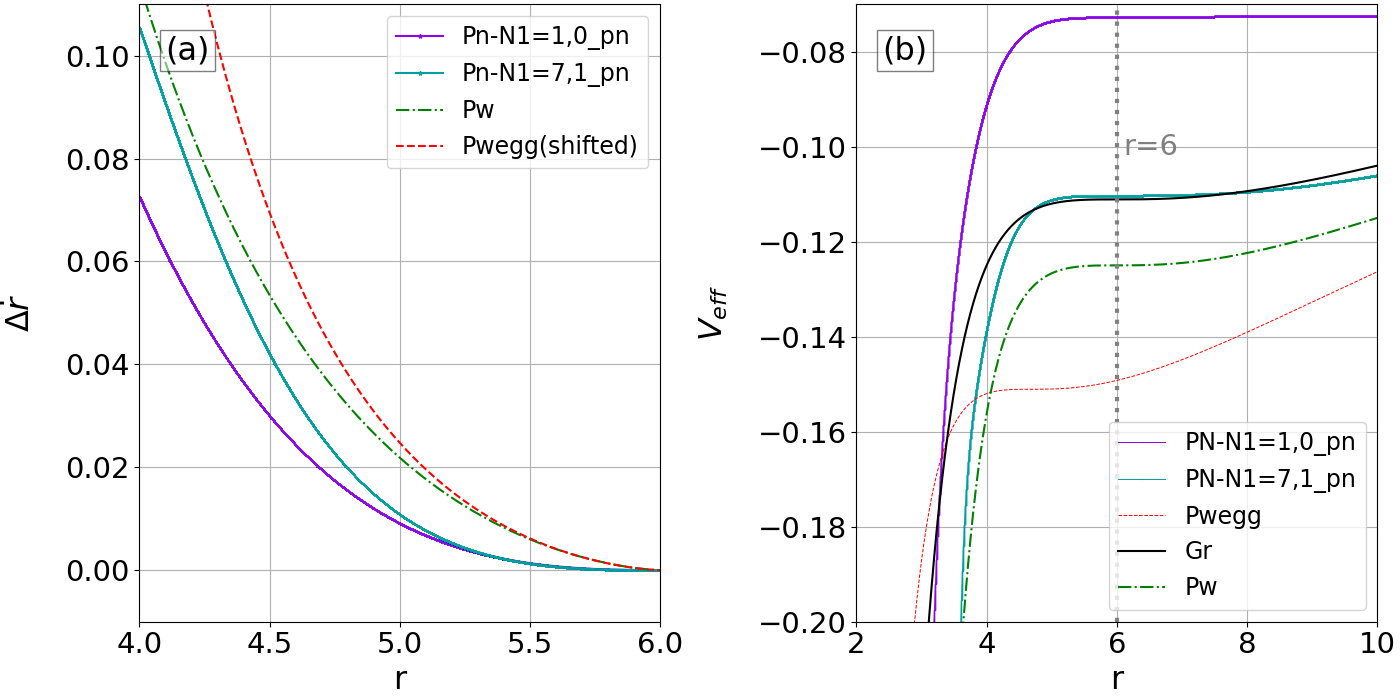 (a)
Pn-N1=1,0_pn
Pn-N1=7,1_pn
Pw
Pwegg(shifted)
0.10
0.08
0.06
0.04
0.02
0.00
Δṙ
4.0 4.5 5.0 5.5 6.0
r
(b)
r=6
PN-N1=1,0_pn
PN-N1=7,1_pn
Pwegg
Gr
Pw
−0.08
−0.10
−0.12
−0.14
−0.16
−0.18
−0.20
V_eff
2 4 6 8 10
r